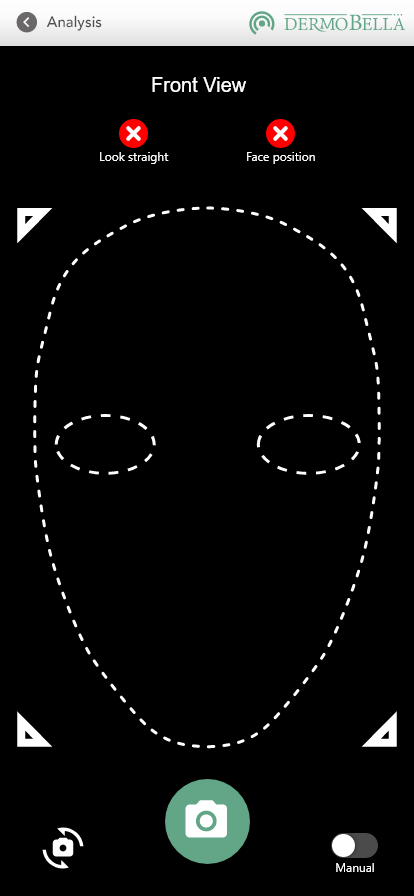 Analysis
DERMOBELLA
Front View
Look straight
Face position
Manual